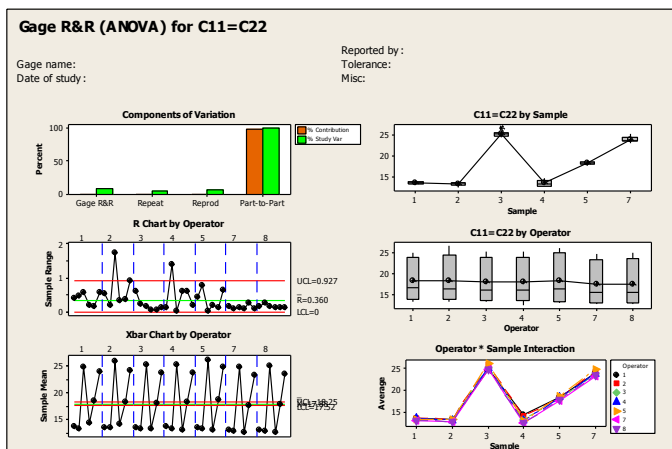 Gage R&R (ANOVA) for C11=C22
Gage name:
Date of study:
Reported by:
Tolerance:
Misc:
Components of Variation
Percent
100
50
0
Gage R&R Repeat Reprod Part-to-Part
% Contribution
% Study Var
R Chart by Operator
1 2 3 4 5 7 8
Sample Range
2
1
0
UCL=0.927
R=0.360
LCL=0
Xbar Chart by Operator
1 2 3 4 5 7 8
Sample Mean
25
20
15
UCL=18.25
LCL=17.52
C11=C22 by Sample
25
20
15
1 2 3 4 5 7
Sample
C11=C22 by Operator
25
20
15
1 2 3 4 5 7 8
Operator
Operator * Sample Interaction
Average
25
20
15
1 2 3 4 5 7
Sample
Operator
1
2
3
4
5
7
8